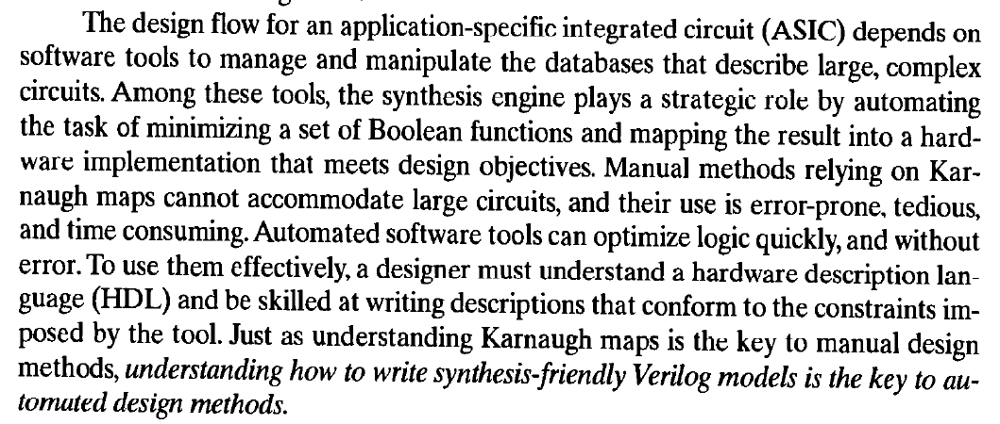 The design flow for an application-specific integrated circuit (ASIC) depends on
software tools to manage and manipulate the databases that describe large, complex
circuits. Among these tools, the synthesis engine plays a strategic role by automating
the task of minimizing a set of Boolean functions and mapping the result into a hard-
ware implementation that meets design objectives. Manual methods relying on Kar-
naugh maps cannot accommodate large circuits, and their use is error-prone, tedious,
and time consuming. Automated software tools can optimize logic quickly, and without
error. To use them effectively, a designer must understand a hardware description lan-
guage (HDL) and be skilled at writing descriptions that conform to the constraints im-
posed by the tool. Just as understanding Karnaugh maps is the key to manual design
methods, understanding how to write synthesis-friendly Verilog models is the key to au-
tomated design methods.